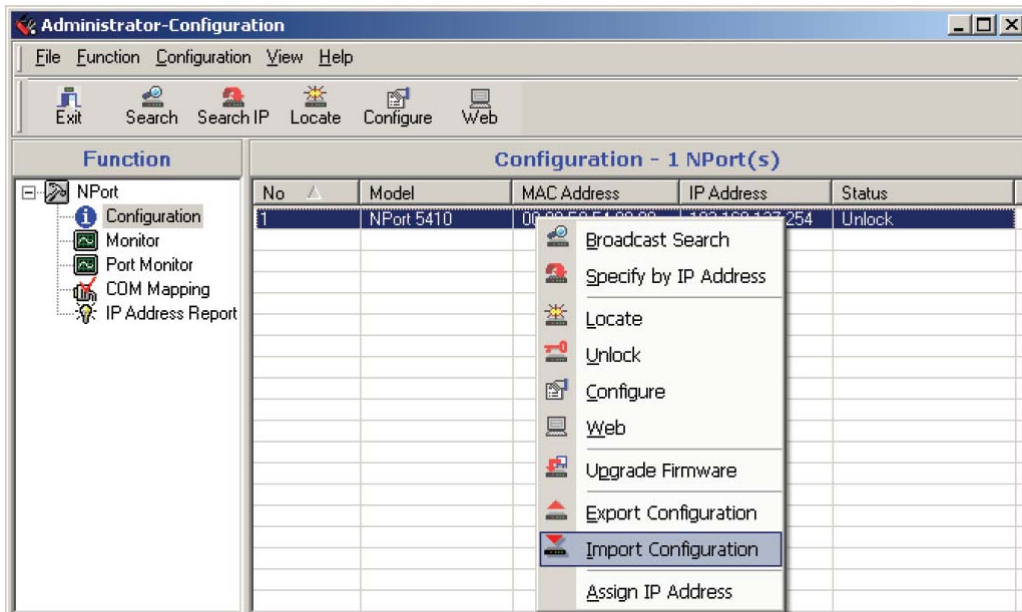 Administrator-Configuration
File Function Configuration View Help
Exit Search Search IP Locate Configure Web
Function
Configuration - 1 NPort(s)
NPort
Configuration
Monitor
Port Monitor
COM Mapping
IP Address Report
No Model MAC Address IP Address Status
1 NPort 5410 254 Unlock
Broadcast Search
Specify by IP Address
Locate
Unlock
Configure
Web
Upgrade Firmware
Export Configuration
Import Configuration
Assign IP Address